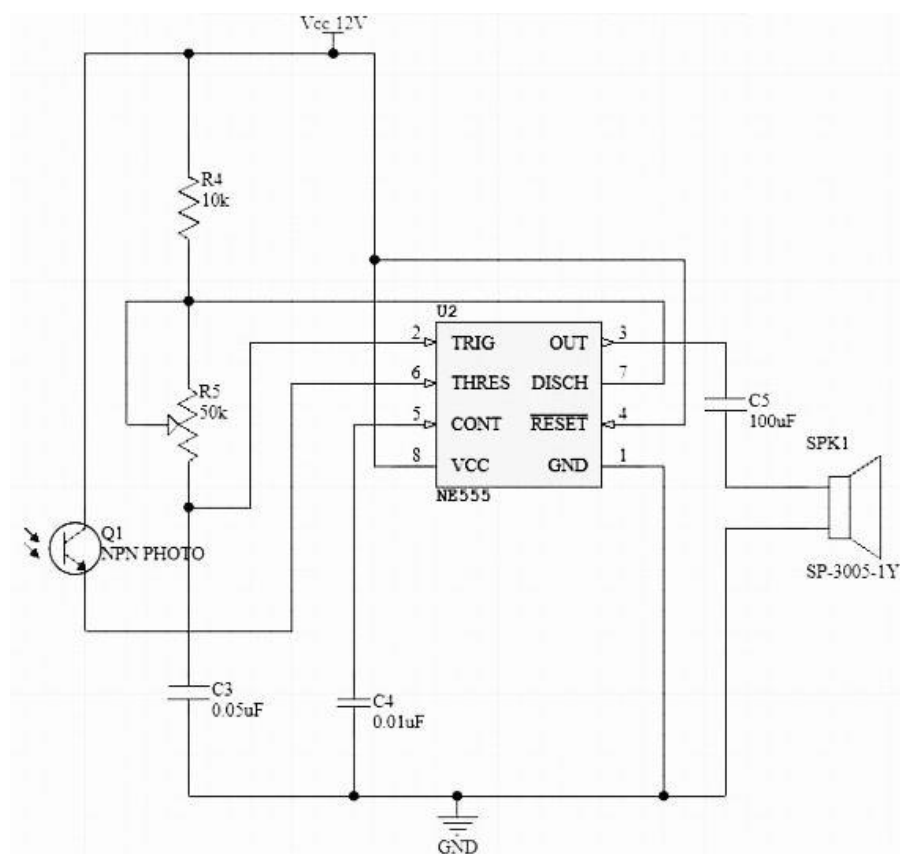 Vcc 12V
R4
10k
U2
2 TRIG OUT 3
6 THRES DISCH 7
5 CONT RESET 4
8 VCC GND 1
NE555
R5
50k
C5
100uF
SPK1
SP-3005-1Y
Q1
NPN PHOTO
C3
0.05uF
C4
0.01uF
GND